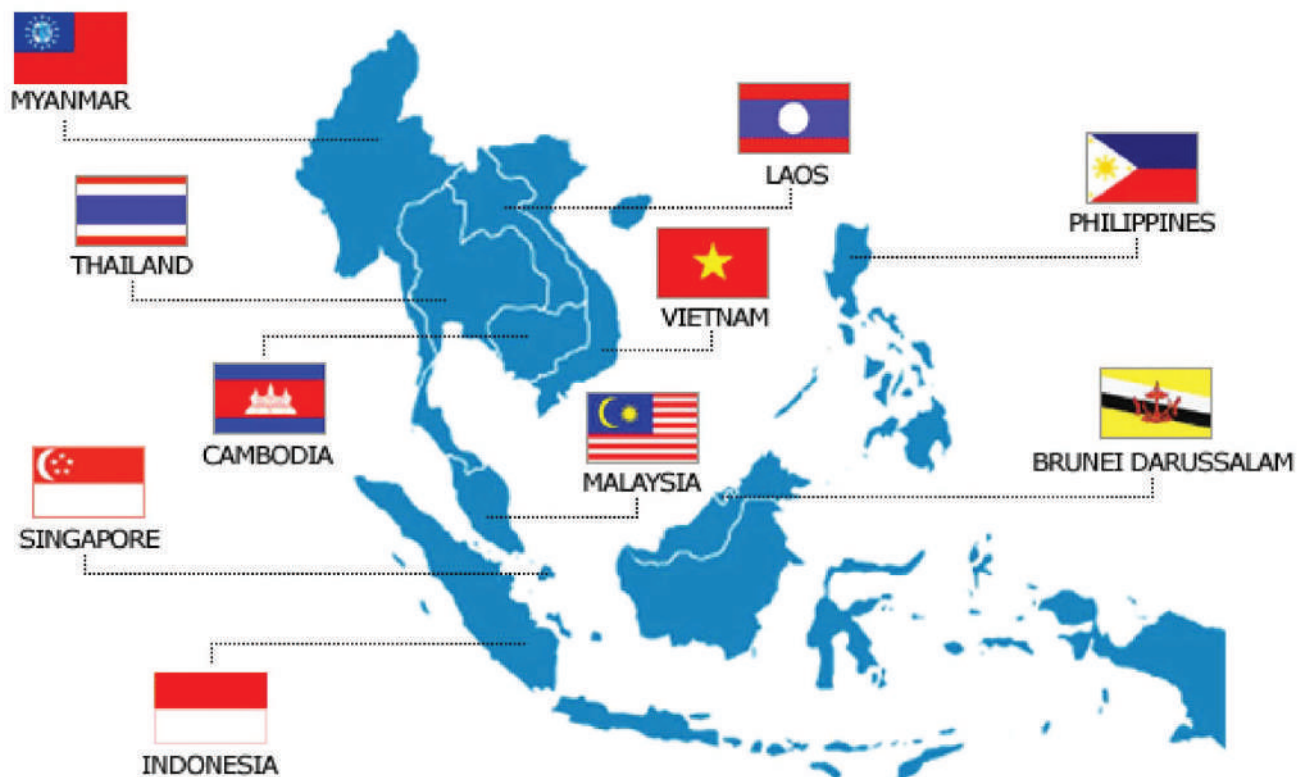 MYANMAR
LAOS
PHILIPPINES
THAILAND
VIETNAM
CAMBODIA
MALAYSIA
BRUNEI DARUSSALAM
SINGAPORE
INDONESIA